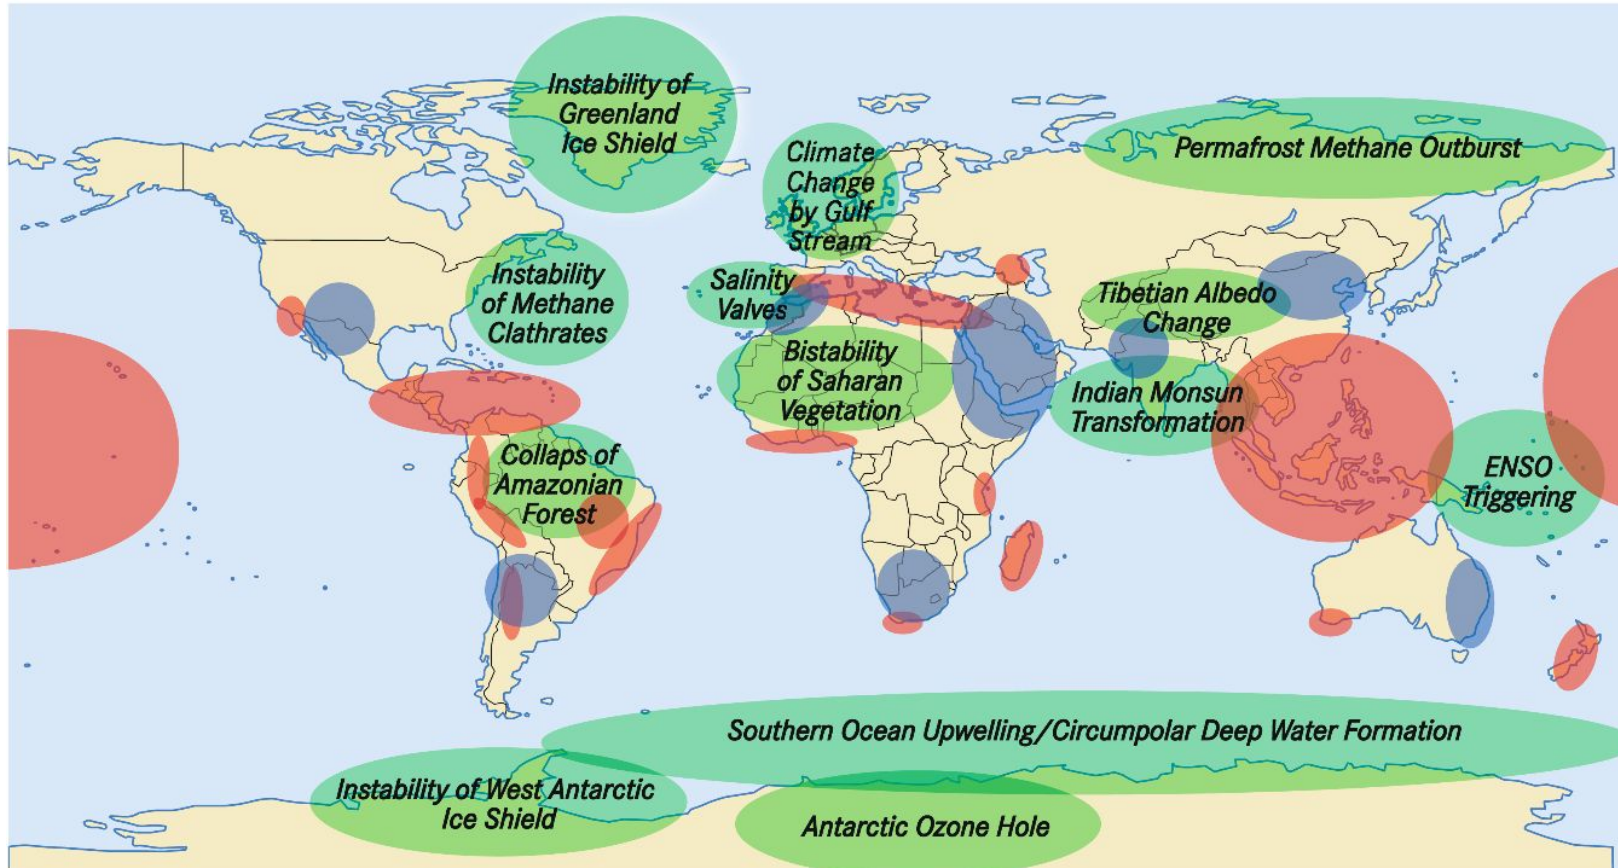 Instability of
Greenland
Ice Shield
Climate
Change
by Gulf
Stream
Permafrost Methane Outburst
Instability
of Methane
Clathrates
Salinity
Valves
Tibetian Albedo
Change
Bistability
of Saharan
Vegetation
Indian Monsun
Transformation
Collaps of
Amazonian
Forest
ENSO
Triggering
Southern Ocean Upwelling/Circumpolar Deep Water Formation
Instability of West Antarctic
Ice Shield
Antarctic Ozone Hole